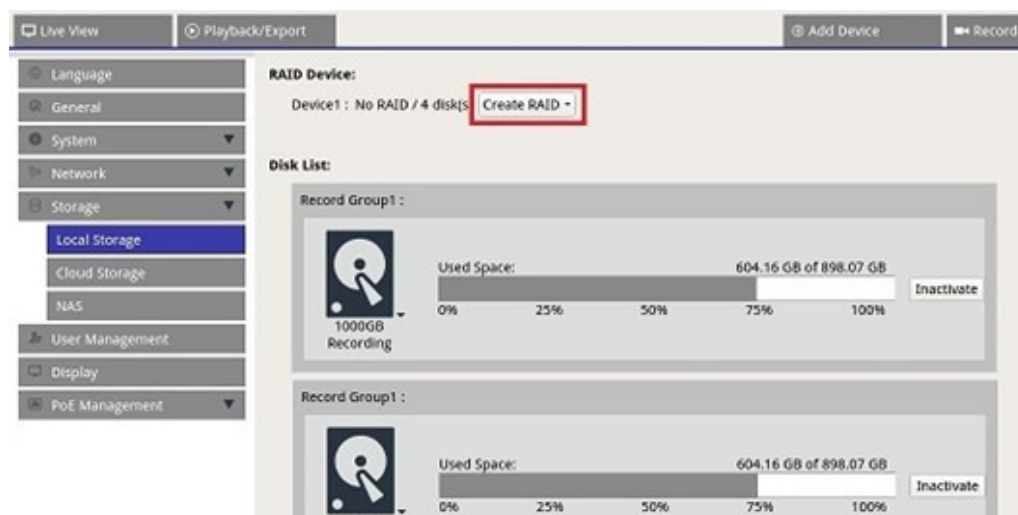 Live View
Playback/Export
Add Device
Record
Language
General
System
Network
Storage
Local Storage
Cloud Storage
NAS
User Management
Display
PoE Management
RAID Device:
Device1 : No RAID / 4 disk(s
Create RAID
Disk List:
Record Group1 :
Used Space:
604.16 GB of 898.07 GB
0% 25% 50% 75% 100%
Inactivate
1000GB
Recording
Record Group1 :
Used Space:
604.16 GB of 898.07 GB
0% 25% 50% 75% 100%
Inactivate